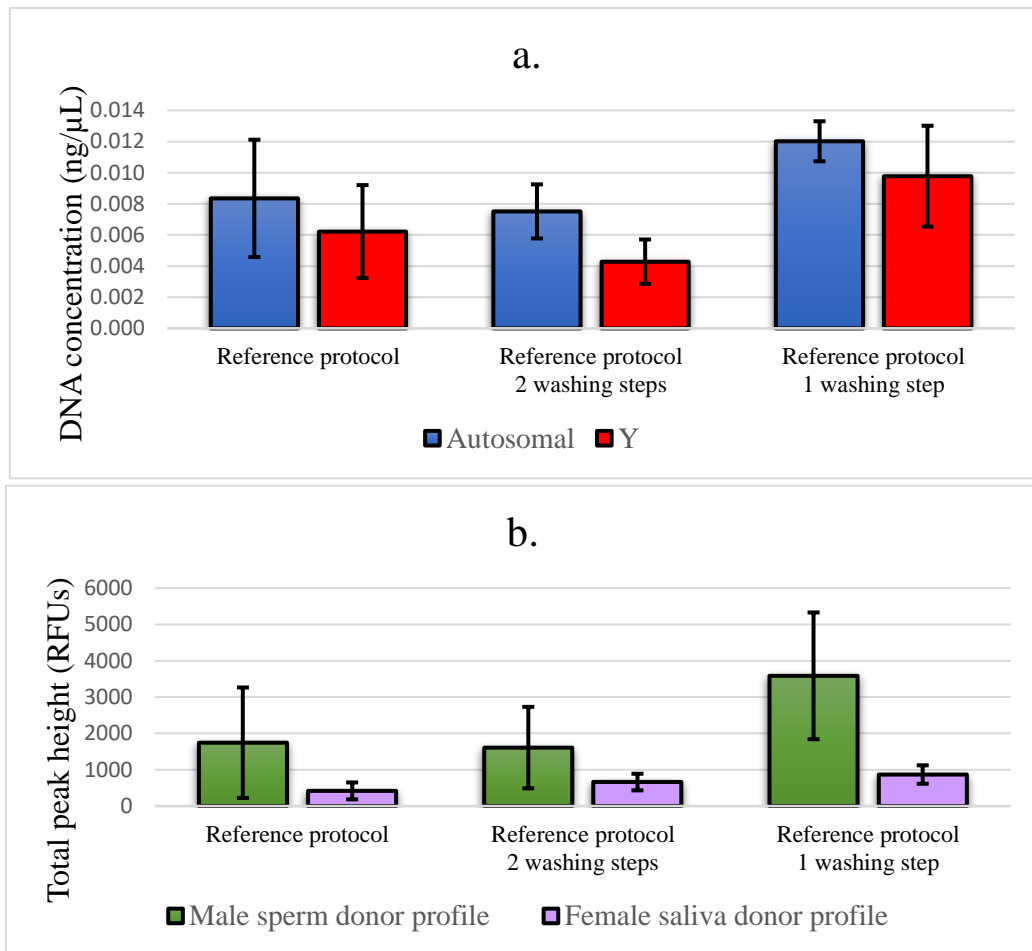 a.
DNA concentration (ng/µL)
0.014
0.012
0.010
0.008
0.006
0.004
0.002
0.000
Reference protocol
Reference protocol
2 washing steps
Reference protocol
1 washing step
Autosomal
Y
b.
Total peak height (RFUs)
6000
5000
4000
3000
2000
1000
0
Reference protocol
Reference protocol
2 washing steps
Reference protocol
1 washing step
Male sperm donor profile
Female saliva donor profile